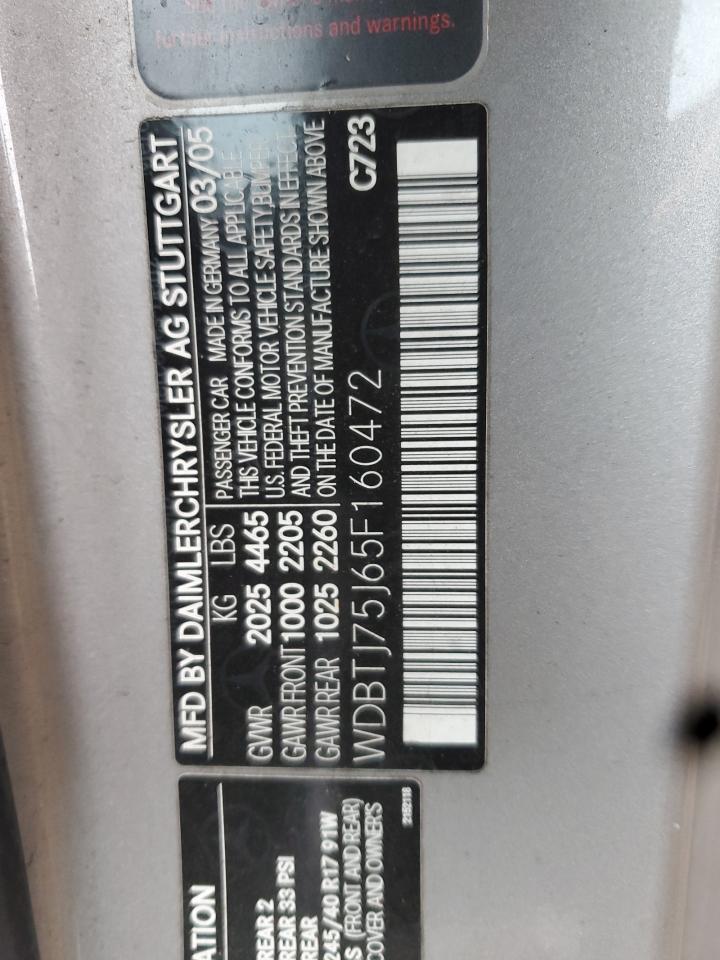 further instructions and warnings.
MFD BY DAIMLERCHRYSLER AG STUTTGART
KG LBS
GVWR 2025 4465
GAWR FRONT 1000 2205
GAWR REAR 1025 2260
PASSENGER CAR MADE IN GERMANY 03/05
THIS VEHICLE CONFORMS TO ALL APPLICABLE
U.S. FEDERAL MOTOR VEHICLE SAFETY,BUMPER
AND THEFT PREVENTION STANDARDS IN EFFECT
ON THE DATE OF MANUFACTURE SHOWN ABOVE
WDBTJ75J65F160472 C723
ATION
REAR 2
REAR 33 PSI
REAR
245/40 R17 91W
S (FRONT AND REAR)
COVER AND OWNER'S